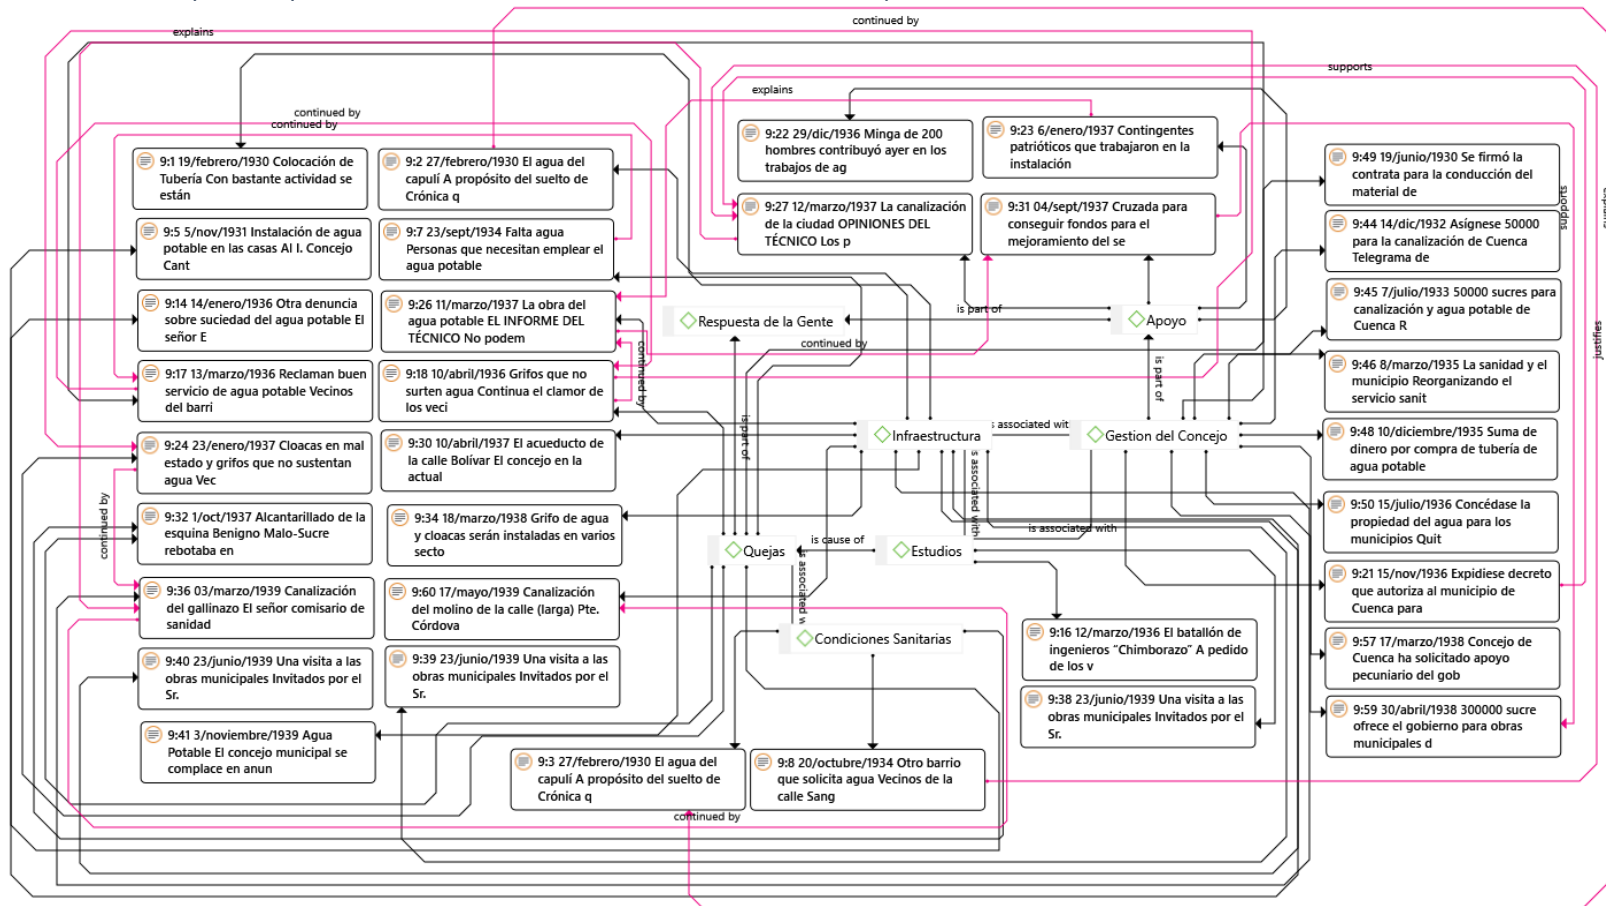 continued by
explains
supports
explains
continued by
continued by
9:1 19/febrero/1930 Colocación de
Tubería Con bastante actividad se
están
9:2 27/febrero/1930 El agua del
capulí A propósito del suelto de
Crónica q
9:22 29/dic/1936 Minga de 200
hombres contribuyó ayer en los
trabajos de ag
9:23 6/enero/1937 Contingentes
patrióticos que trabajaron en la
instalación
9:49 19/junio/1930 Se firmó la
contrata para la conducción del
material de
9:5 5/nov/1931 Instalación de agua
potable en las casas Al I. Concejo
Cant
9:7 23/sept/1934 Falta agua
Personas que necesitan emplear el
agua potable
9:27 12/marzo/1937 La canalización
de la ciudad OPINIONES DEL
TÉCNICO Los p
9:31 04/sept/1937 Cruzada para
conseguir fondos para el
mejoramiento del se
supports
9:44 14/dic/1932 Asígnese 50000
para la canalización de Cuenca
Telegrama de
9:14 14/enero/1936 Otra denuncia
sobre suciedad del agua potable El
señor E
9:26 11/marzo/1937 La obra del
agua potable EL INFORME DEL
TÉCNICO No podem
Respuesta de la Gente
is part of
Apoyo
9:45 7/julio/1933 50000 sucres para
canalización y agua potable de
Cuenca R
continued by
continued by
justifies
9:17 13/marzo/1936 Reclaman buen
servicio de agua potable Vecinos
del barri
9:18 10/abril/1936 Grifos que no
surten agua Continua el clamor de
los veci
is part of
9:46 8/marzo/1935 La sanidad y el
municipio Reorganizando el
servicio sanit
9:24 23/enero/1937 Cloacas en mal
estado y grifos que no sustentan
agua Vec
9:30 10/abril/1937 El acueducto de
la calle Bolívar El concejo en la
actual
is part of
Infraestructura
is associated wit
Gestion del Concejo
9:48 10/diciembre/1935 Suma de
dinero por compra de tubería de
agua potable
is associated with
continued by
9:32 1/oct/1937 Alcantarillado de la
esquina Benigno Malo-Sucre
rebotaba en
9:34 18/marzo/1938 Grifo de agua
y cloacas serán instaladas en varios
secto
is associated with
9:50 15/julio/1936 Concédase la
propiedad del agua para los
municipios Quit
Quejas
is cause of
Estudios
is associated w
9:36 03/marzo/1939 Canalización
del gallinazo El señor comisario de
sanidad
9:60 17/mayo/1939 Canalización
del molino de la calle (larga) Pte.
Córdova
9:21 15/nov/1936 Expidiese decreto
que autoriza al municipio de
Cuenca para
Condiciones Sanitarias
9:16 12/marzo/1936 El batallón de
ingenieros “Chimborazo” A pedido
de los v
9:57 17/marzo/1938 Concejo de
Cuenca ha solicitado apoyo
pecuniario del gob
9:40 23/junio/1939 Una visita a las
obras municipales Invitados por el
Sr.
9:39 23/junio/1939 Una visita a las
obras municipales Invitados por el
Sr.
9:38 23/junio/1939 Una visita a las
obras municipales Invitados por el
Sr.
9:59 30/abril/1938 300000 sucre
ofrece el gobierno para obras
municipales d
9:41 3/noviembre/1939 Agua
Potable El concejo municipal se
complace en anun
9:3 27/febrero/1930 El agua del
capulí A propósito del suelto de
Crónica q
9:8 20/octubre/1934 Otro barrio
que solicita agua Vecinos de la
calle Sang
continued by